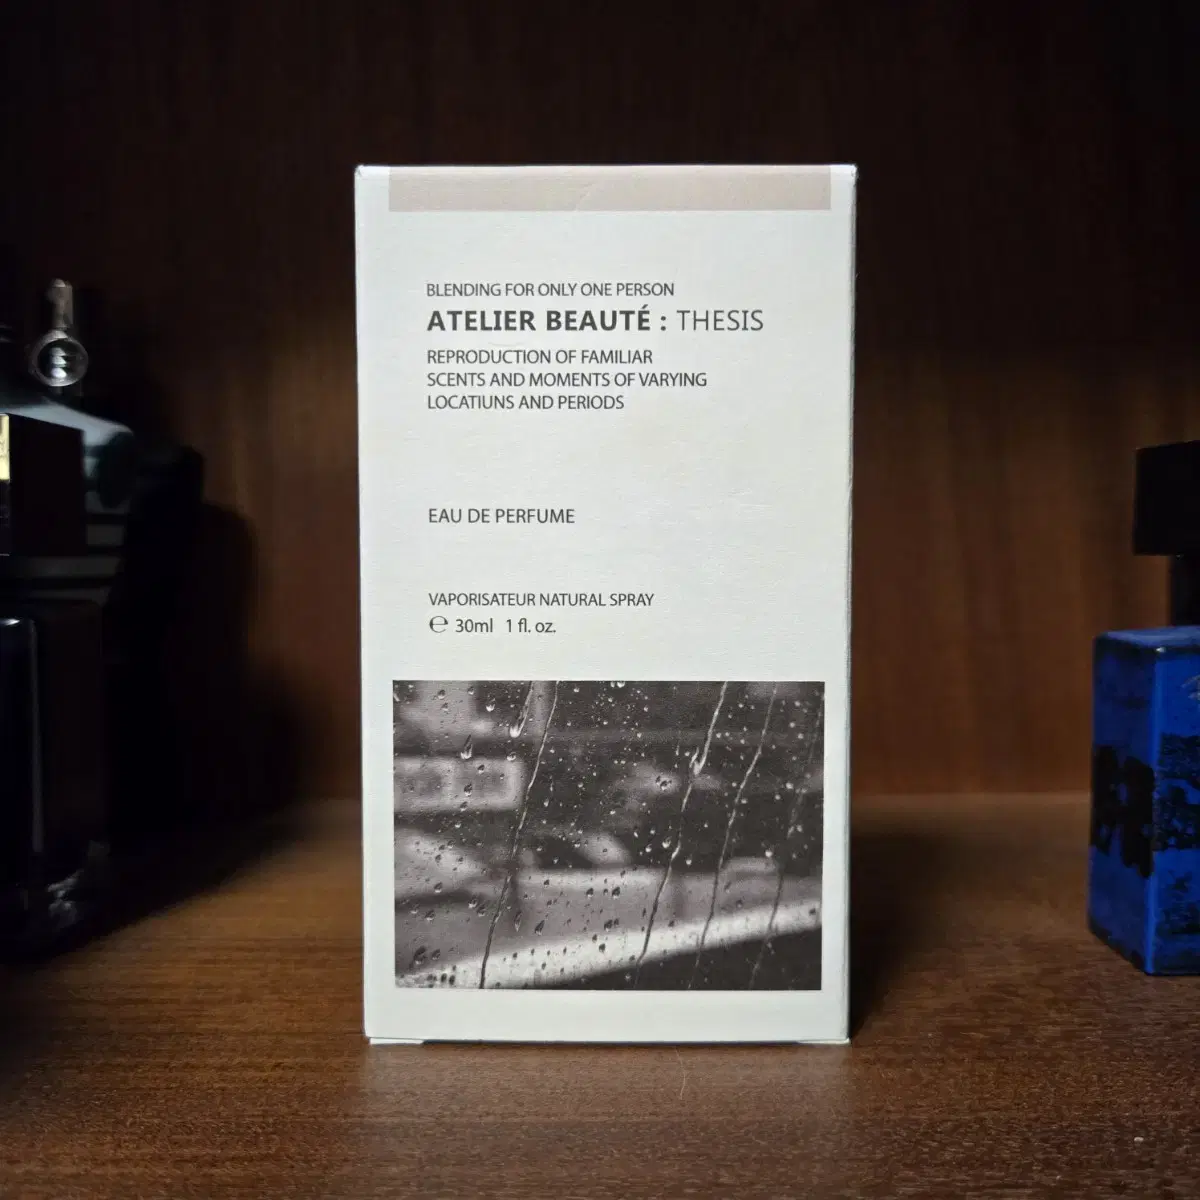 BLENDING FOR ONLY ONE PERSON
ATELIER BEAUTÉ : THESIS
REPRODUCTION OF FAMILIAR
SCENTS AND MOMENTS OF VARYING
LOCATIUNS AND PERIODS
EAU DE PERFUME
VAPORISATEUR NATURAL SPRAY
℮ 30ml 1 fl. oz.